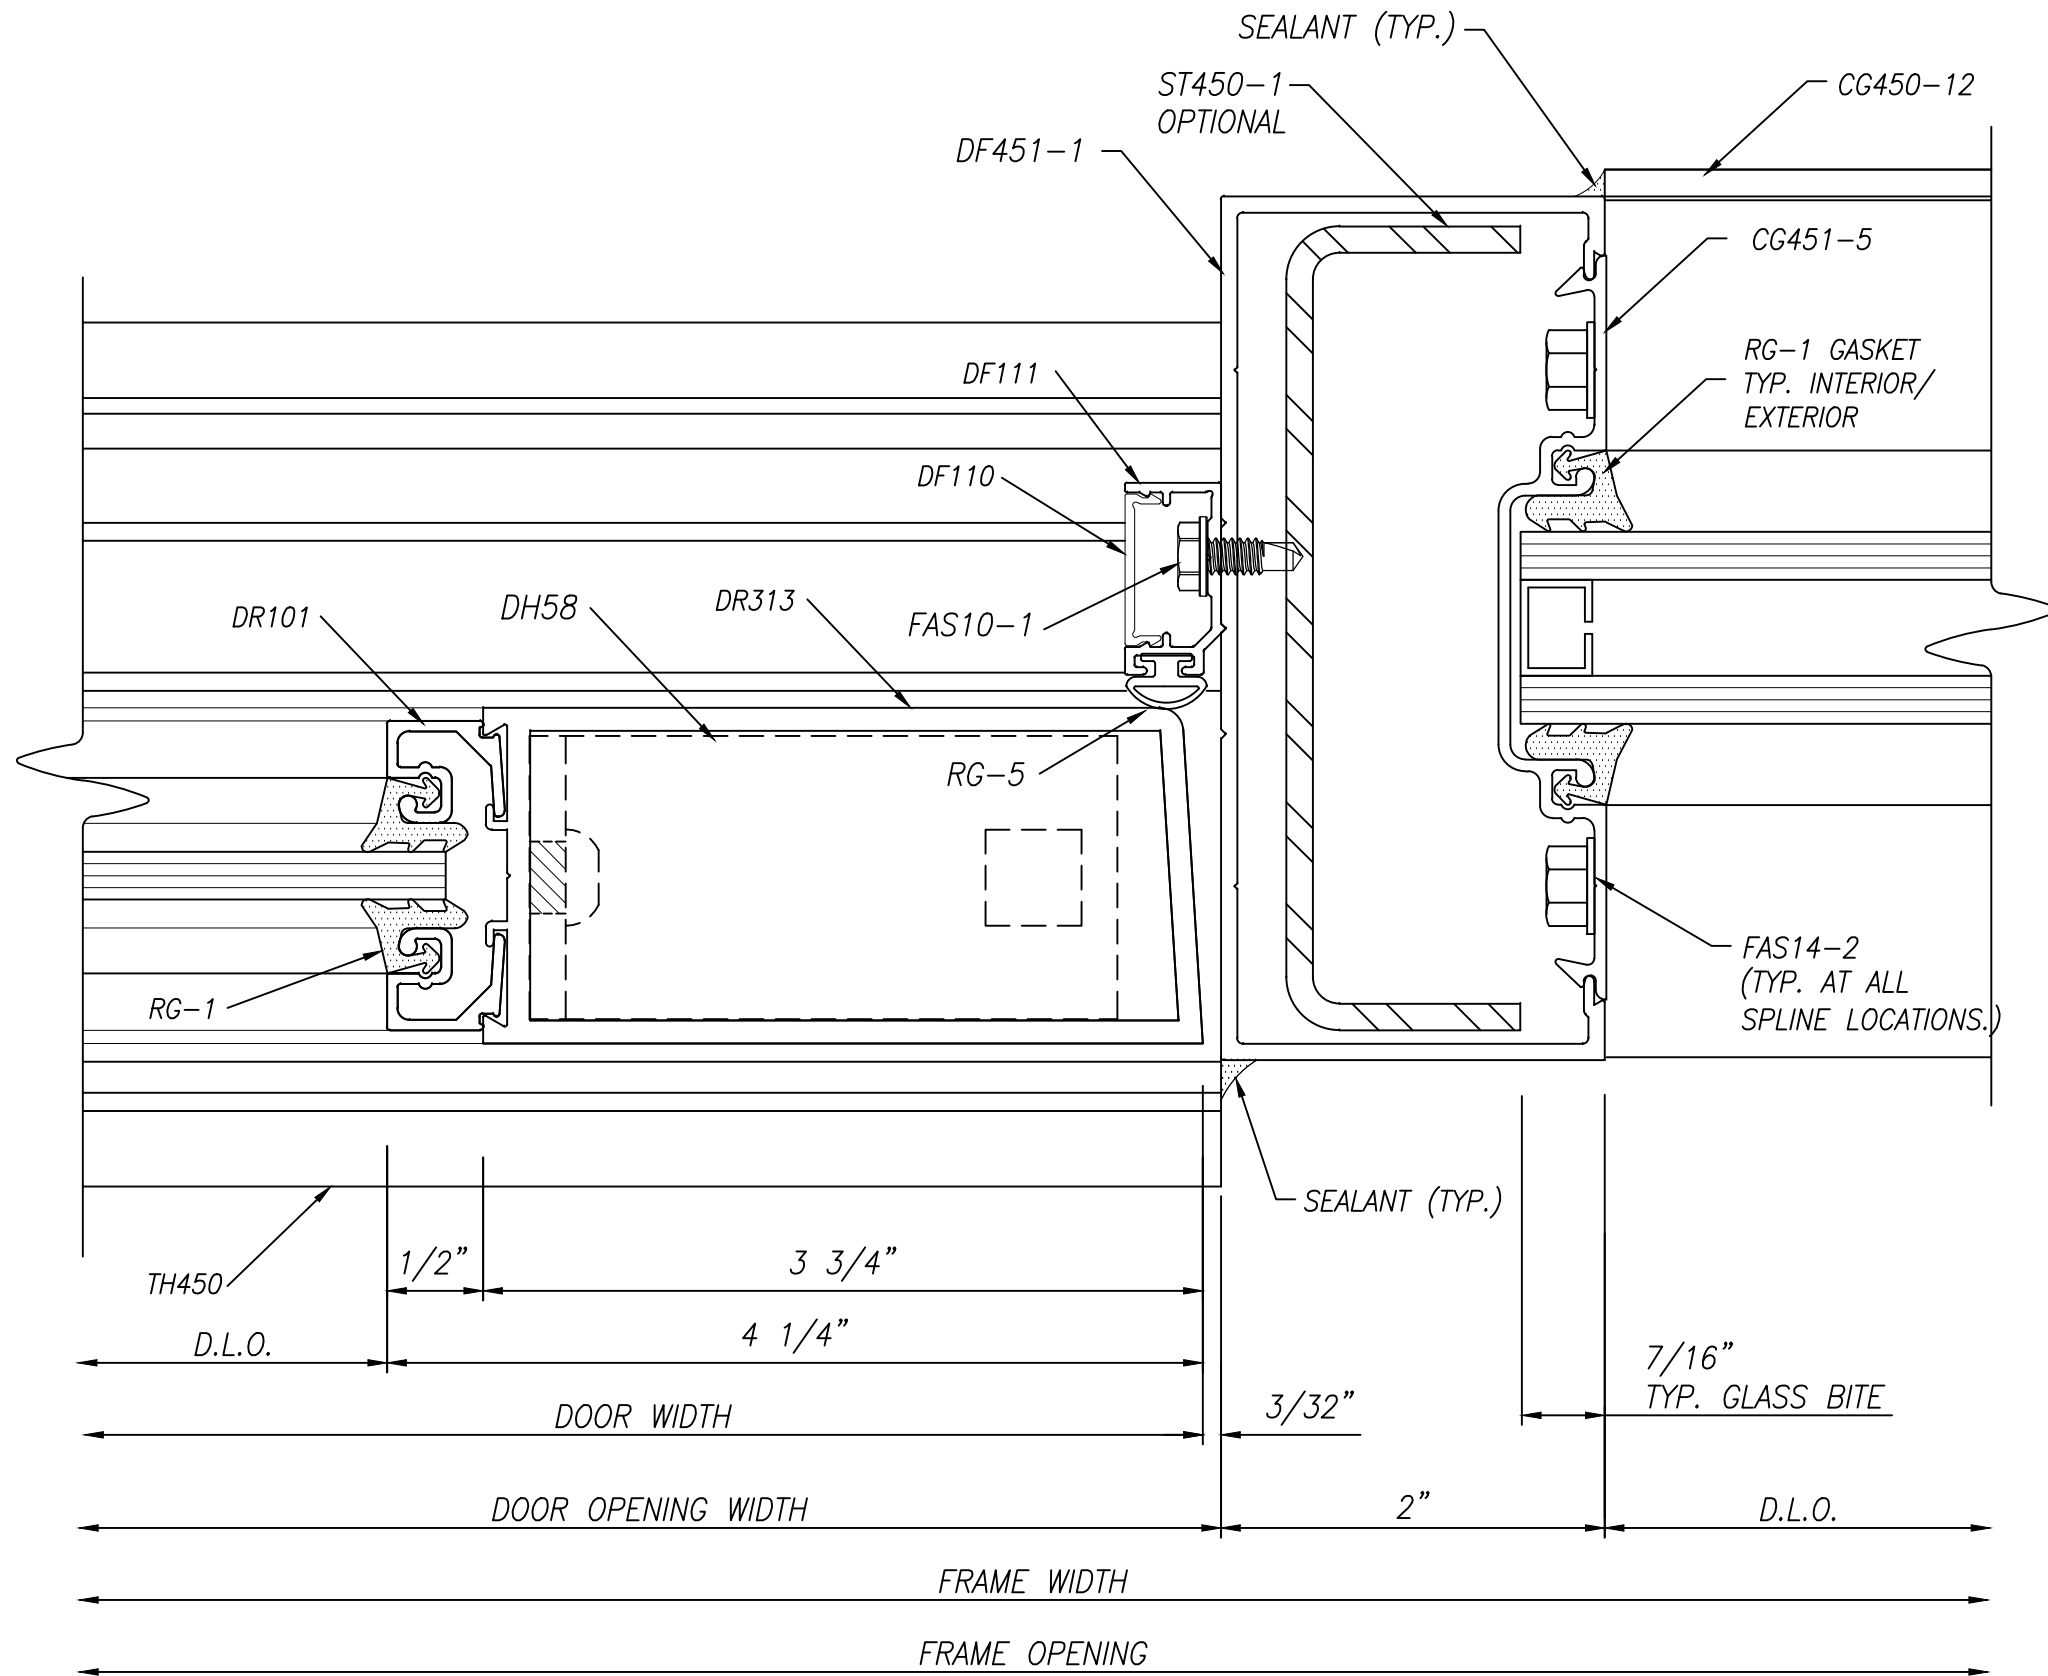 SEALANT (TYP.)
ST450-1
OPTIONAL
CG450-12
DF451-1
CG451-5
RG-1 GASKET
TYP. INTERIOR/
EXTERIOR
DF111
DF110
DR101
DH58
DR313
FAS10-1
RG-5
FAS14-2
(TYP. AT ALL
SPLINE LOCATIONS.)
RG-1
SEALANT (TYP.)
TH450
1/2"
3 3/4"
D.L.O.
4 1/4"
7/16"
TYP. GLASS BITE
DOOR WIDTH
3/32"
DOOR OPENING WIDTH
2"
D.L.O.
FRAME WIDTH
FRAME OPENING